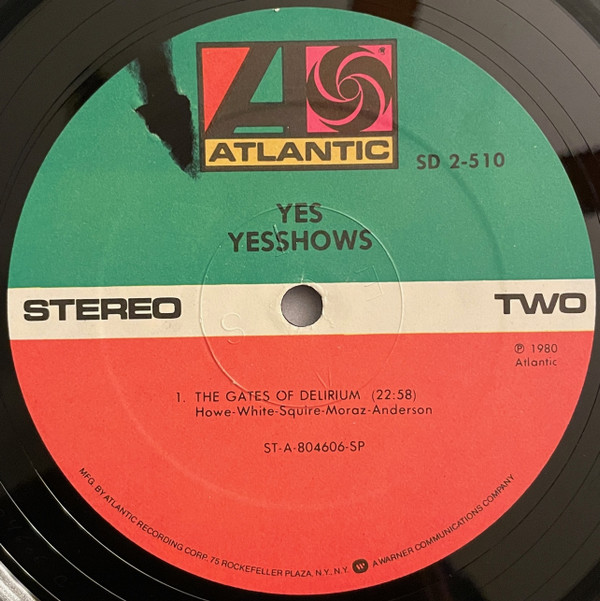 ATLANTIC
SD 2-510
YES
YESSHOWS
STEREO
TWO
℗ 1980
Atlantic
1. THE GATES OF DELIRIUM (22:58)
Howe-White-Squire-Moraz-Anderson
ST-A-804606-SP
MFG. BY ATLANTIC RECORDING CORP. 75 ROCKEFELLER PLAZA, N.Y. N.Y. A WARNER COMMUNICATIONS COMPANY